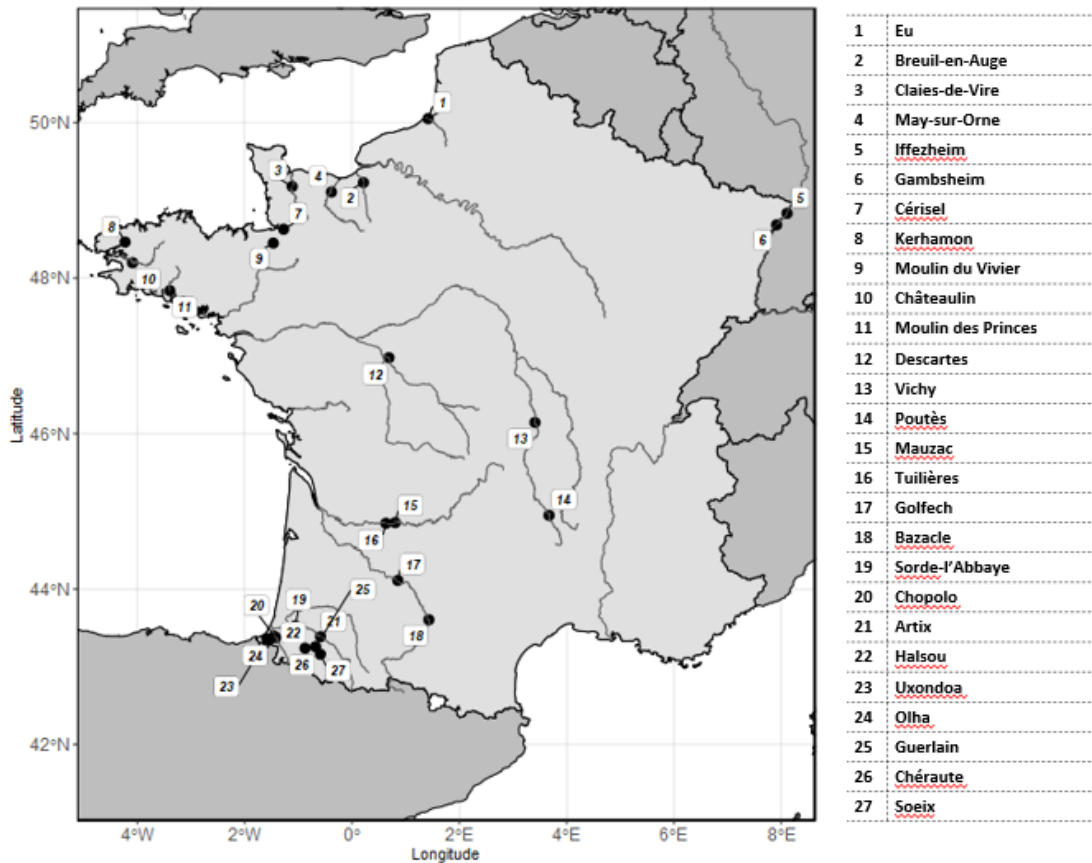 50°N
48°N
46°N
44°N
42°N
Latitude
4°W 2°W 0° 2°E 4°E 6°E 8°E
Longitude
1
3
4
2
5
7
6
8
9
10
11
12
13
14
15
16
17
25
19
20
18
22
21
24
26
27
23
1 Eu
2 Breuil-en-Auge
3 Claies-de-Vire
4 May-sur-Orne
5 Iffezheim
6 Gambsheim
7 Cérisel
8 Kerhamon
9 Moulin du Vivier
10 Châteaulin
11 Moulin des Princes
12 Descartes
13 Vichy
14 Poutès
15 Mauzac
16 Tuilières
17 Golfech
18 Bazacle
19 Sorde-l'Abbaye
20 Chopolo
21 Artix
22 Halsou
23 Uxondoa
24 Olha
25 Guerlain
26 Chéraute
27 Soeix